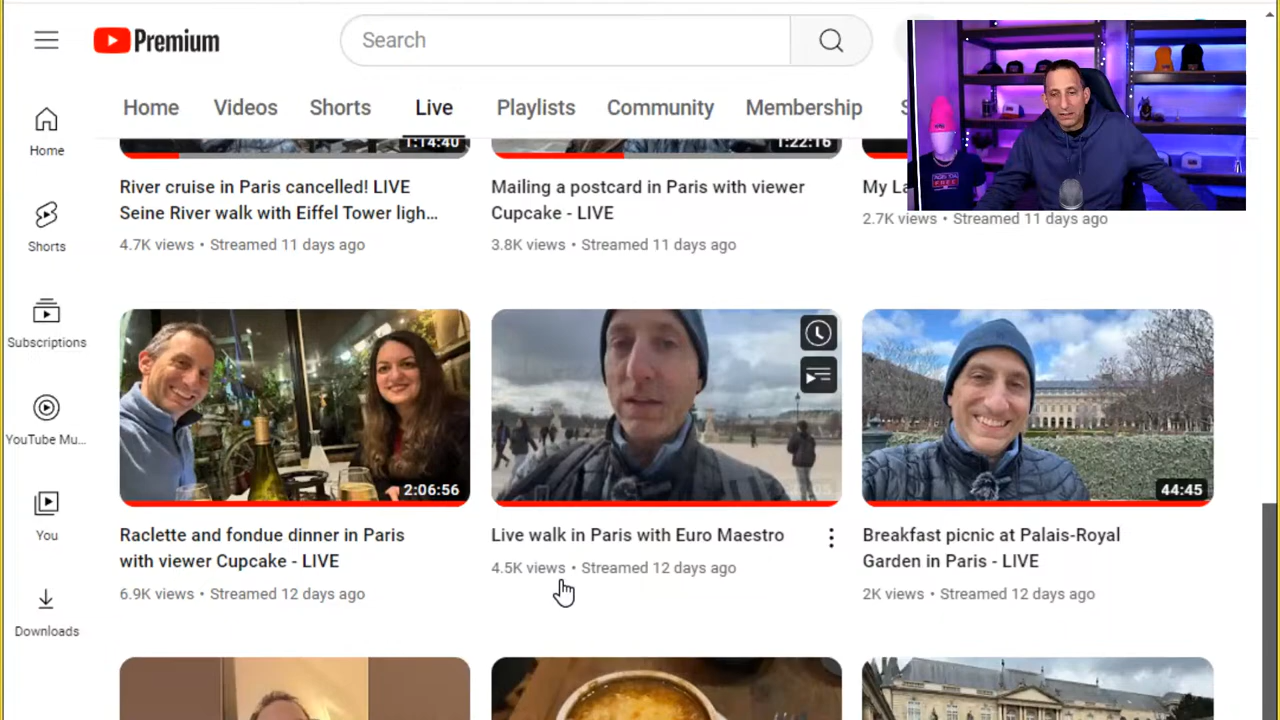 Premium
Search
Home
Videos
Shorts
Live
Playlists
Community
Membership
S
Home
Shorts
Subscriptions
YouTube Mu...
You
Downloads
1:14:40
1:22:16
River cruise in Paris cancelled! LIVE
Seine River walk with Eiffel Tower ligh...
4.7K views • Streamed 11 days ago
Mailing a postcard in Paris with viewer
Cupcake - LIVE
3.8K views • Streamed 11 days ago
My La
2.7K views • Streamed 11 days ago
2:06:56
Raclette and fondue dinner in Paris
with viewer Cupcake - LIVE
6.9K views • Streamed 12 days ago
Live walk in Paris with Euro Maestro
4.5K views • Streamed 12 days ago
44:45
Breakfast picnic at Palais-Royal
Garden in Paris - LIVE
2K views • Streamed 12 days ago